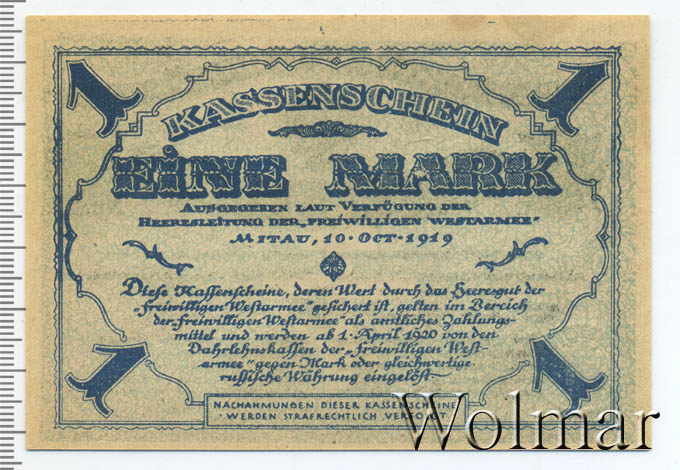 1 1
KASSENSCHEIN
EINE MARK
AUSGEGEBEN LAUT VERFÜGUNG DER
HEERESLEITUNG DER „FREIWILLIGEN WESTARMEE“
MITAU, 10. OCT. 1919
Diese Kassenscheine, deren Wert durch das Heeresgut der
„freiwilligen Westarmee“ gesichert ist, gelten im Bereich
der „freiwilligen Westarmee“ als amtliches Zahlungs-
mittel und werden ab 1. April 1920 von den
Darlehnskassen der „freiwilligen West-
armee“ gegen Mark oder gleichwertige
russische Währung eingelöst.
1 1
NACHAHMUNGEN DIESER KASSENSCHEINE
WERDEN STRAFRECHTLICH VERFOLGT
Wolmar